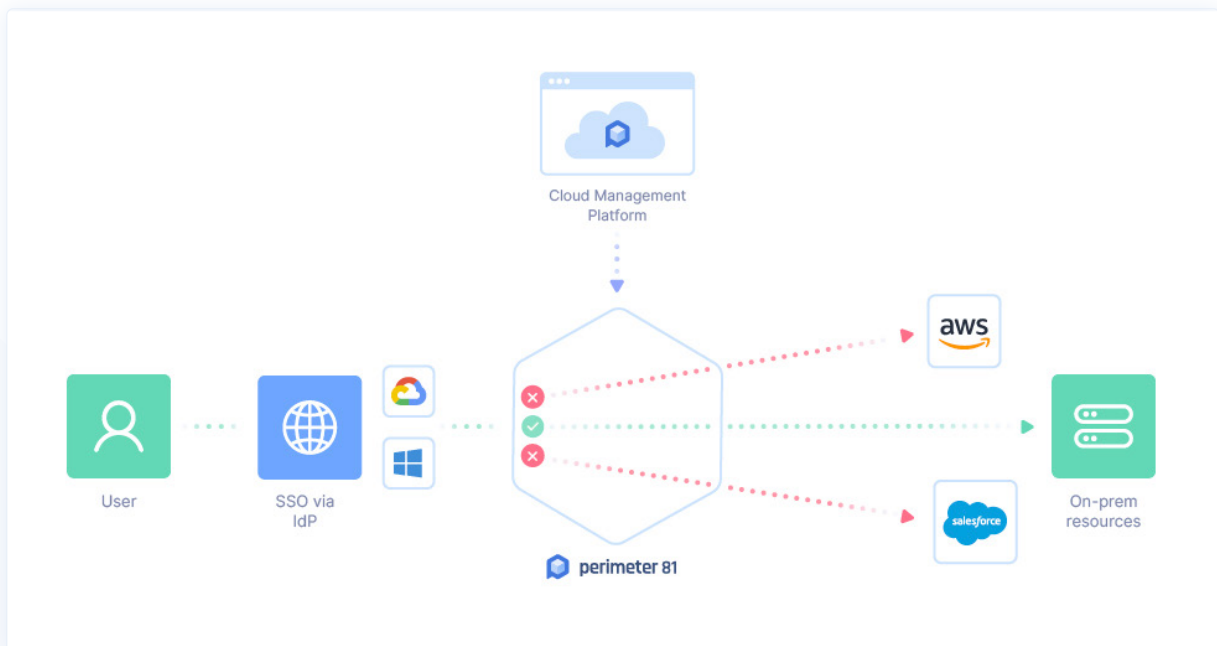 Cloud Management
Platform
aws
User
SSO via
IdP
salesforce
On-prem
resources
perimeter 81